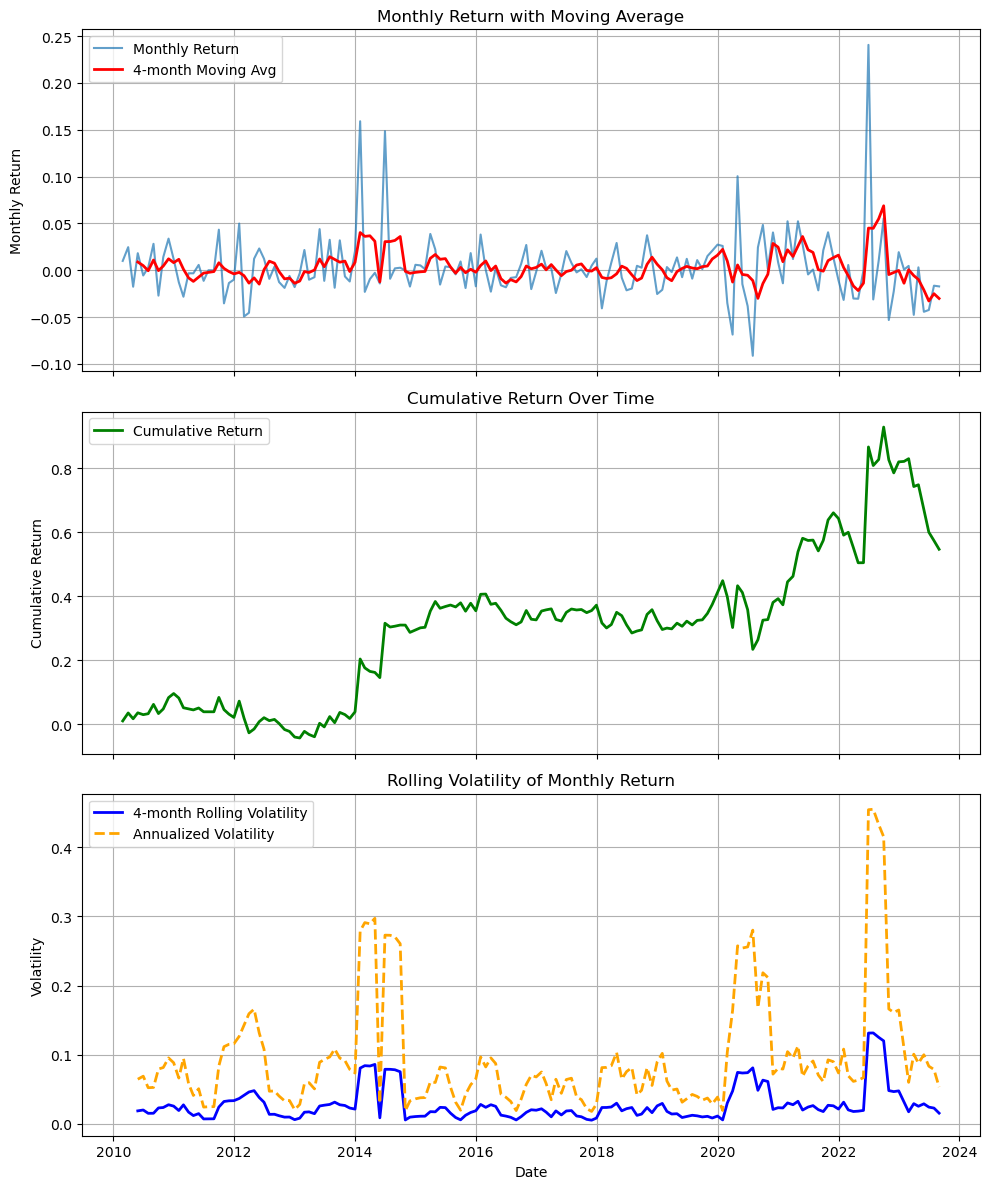 Monthly Return with Moving Average
Monthly Return
4-month Moving Avg
Monthly Return
0.25
0.20
0.15
0.10
0.05
0.00
−0.05
−0.10
Cumulative Return Over Time
Cumulative Return
Cumulative Return
0.8
0.6
0.4
0.2
0.0
Rolling Volatility of Monthly Return
4-month Rolling Volatility
Annualized Volatility
Volatility
0.4
0.3
0.2
0.1
0.0
2010 2012 2014 2016 2018 2020 2022 2024
Date